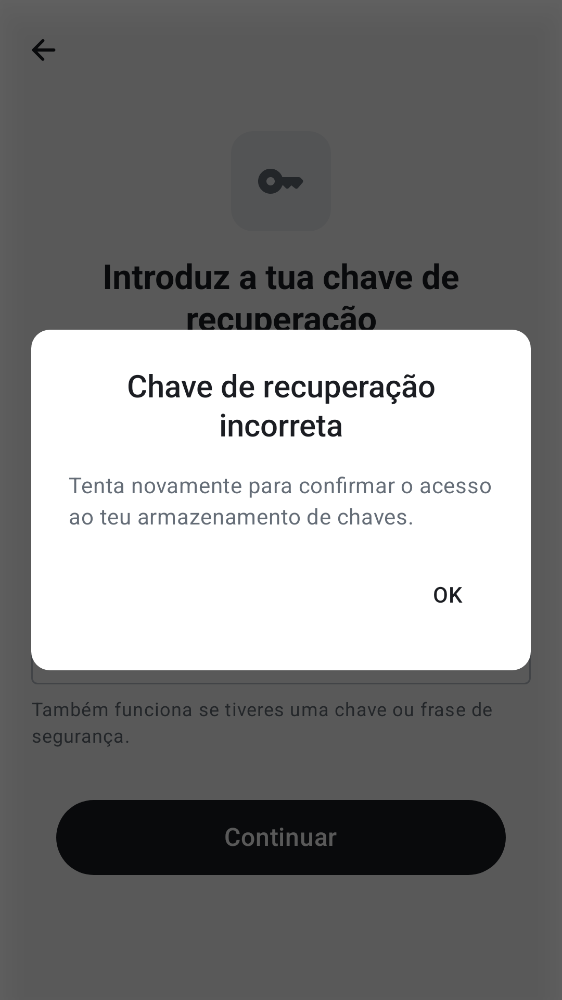 Introduz a tua chave de
recuperação
Chave de recuperação
incorreta
Tenta novamente para confirmar o acesso
ao teu armazenamento de chaves.
OK
Também funciona se tiveres uma chave ou frase de
segurança.
Continuar